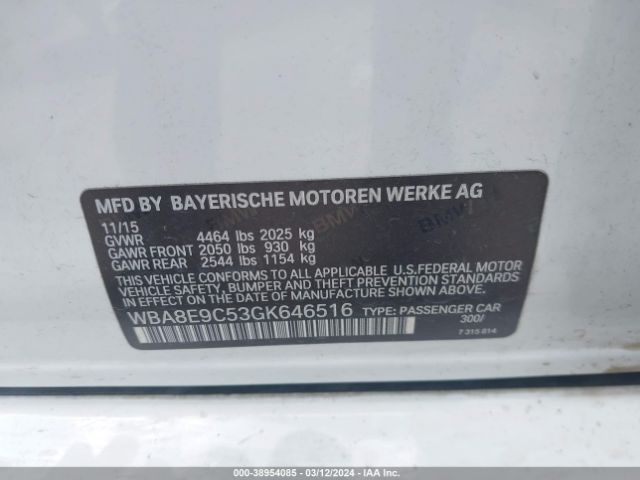 MFD BY BAYERISCHE MOTOREN WERKE AG
11/15
GVWR 4464 lbs 2025 kg
GAWR FRONT 2050 lbs 930 kg
GAWR REAR 2544 lbs 1154 kg
THIS VEHICLE CONFORMS TO ALL APPLICABLE U.S.FEDERAL MOTOR
VEHICLE SAFETY, BUMPER AND THEFT PREVENTION STANDARDS
IN EFFECT ON THE DATE OF MANUFACTURE SHOWN ABOVE.
WBA8E9C53GK646516 TYPE: PASSENGER CAR
300/
7 315 814
000-38954085 - 03/12/2024 - IAAI.COM